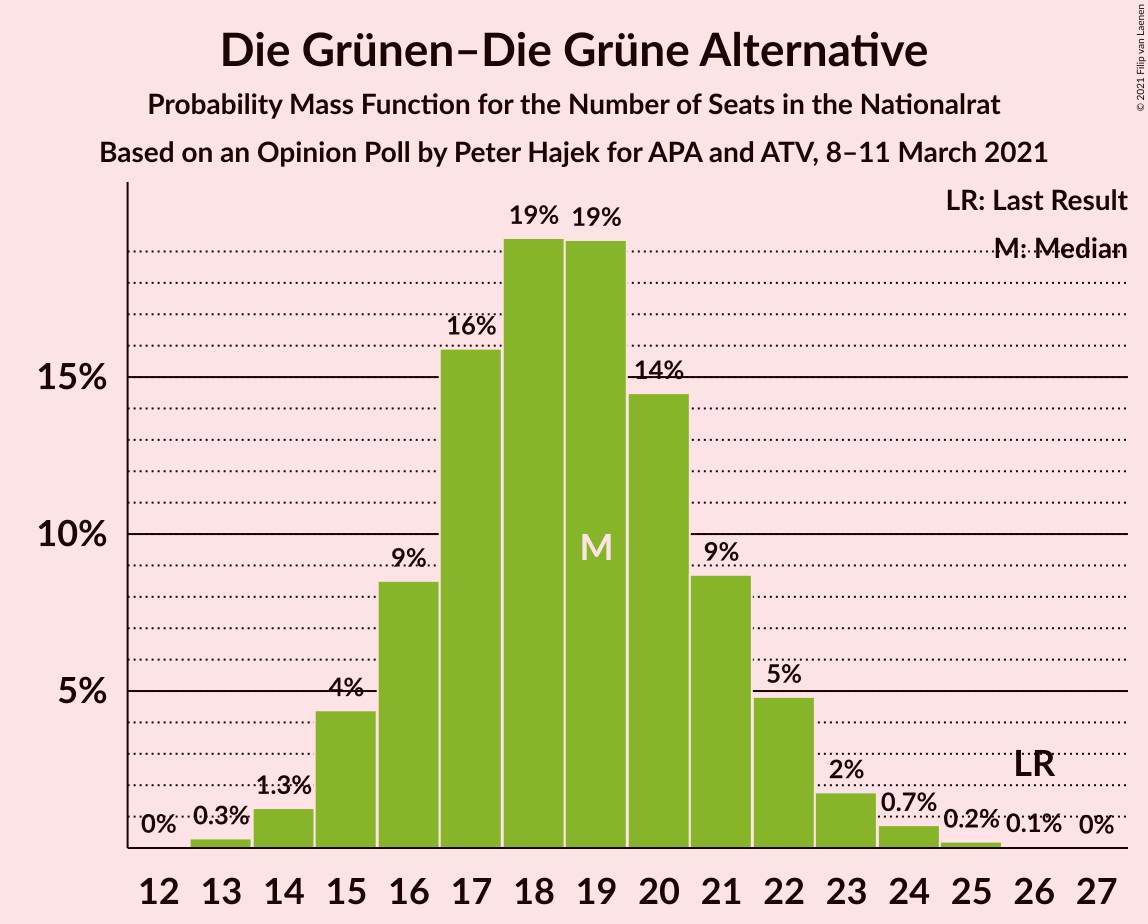 Die Grünen–Die Grüne Alternative
Probability Mass Function for the Number of Seats in the Nationalrat
Based on an Opinion Poll by Peter Hajek for APA and ATV, 8–11 March 2021
© 2021 Filip van Laenen
LR: Last Result
M: Median
15%
10%
5%
0%
0.3%
1.3%
4%
9%
16%
19%
19%
14%
9%
5%
2%
0.7%
0.2%
0.1%
0%
M
LR
12 13 14 15 16 17 18 19 20 21 22 23 24 25 26 27